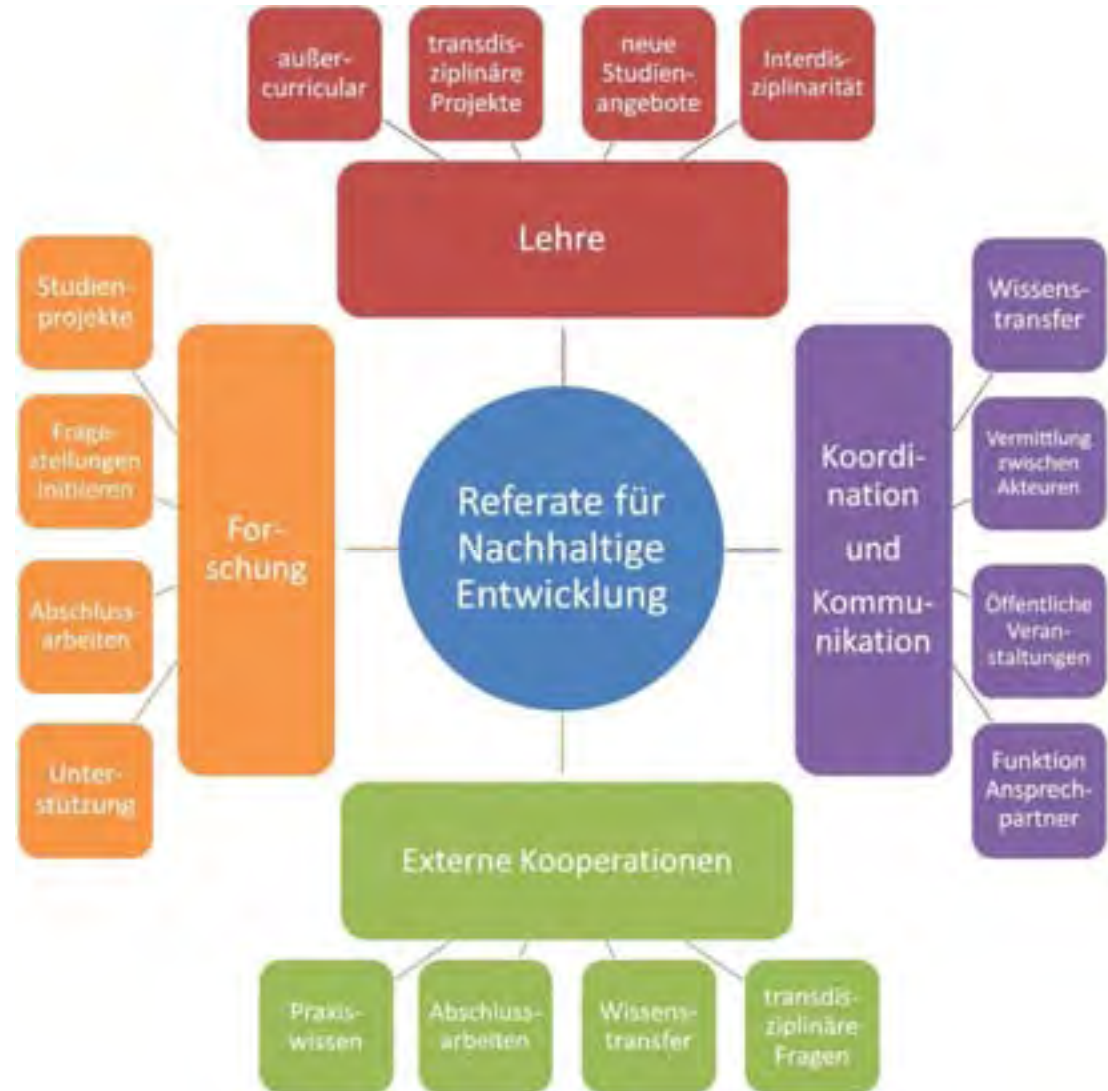 außer-
curricular
transdis-
ziplinäre
Projekte
neue
Studien-
angebote
Interdis-
ziplinarität
Lehre
Studien-
projekte
Frage-
stellungen
initiieren
Abschluss-
arbeiten
Unter-
stützung
For-
schung
Referate für
Nachhaltige
Entwicklung
Koordi-
nation
und
Kommu-
nikation
Wissens-
transfer
Vermittlung
zwischen
Akteuren
Öffentliche
Veran-
staltungen
Funktion
Ansprech-
partner
Externe Kooperationen
Praxis-
wissen
Abschluss-
arbeiten
Wissens-
transfer
transdis-
ziplinäre
Fragen